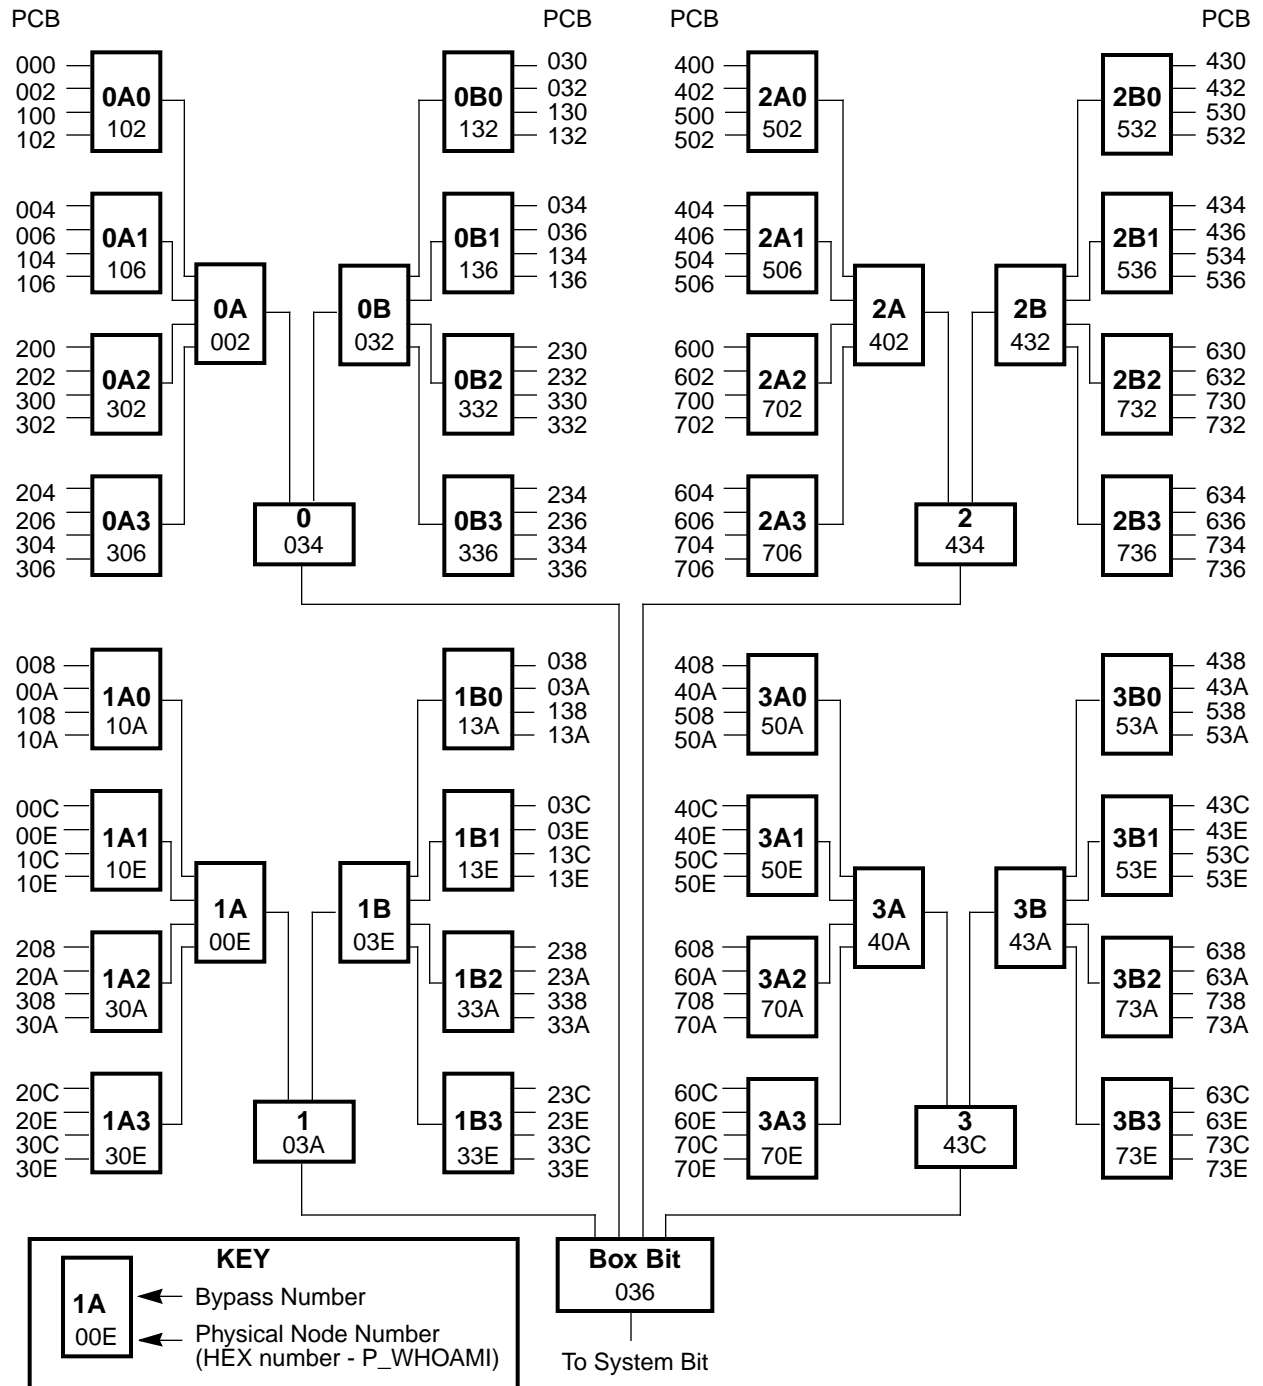 PCB PCB PCB PCB
000
002
100
102
0A0
102
0B0
132
030
032
130
132
400
402
500
502
2A0
502
2B0
532
430
432
530
532
004
006
104
106
0A1
106
0B1
136
034
036
134
136
404
406
504
506
2A1
506
2B1
536
434
436
534
536
0A
002
0B
032
2A
402
2B
432
200
202
300
302
0A2
302
0B2
332
230
232
330
332
600
602
700
702
2A2
702
2B2
732
630
632
730
732
204
206
304
306
0A3
306
0
034
0B3
336
234
236
334
336
604
606
704
706
2A3
706
2
434
2B3
736
634
636
734
736
008
00A
108
10A
1A0
10A
1B0
13A
038
03A
138
13A
408
40A
508
50A
3A0
50A
3B0
53A
438
43A
538
53A
00C
00E
10C
10E
1A1
10E
1B1
13E
03C
03E
13C
13E
40C
40E
50C
50E
3A1
50E
3B1
53E
43C
43E
53C
53E
1A
00E
1B
03E
3A
40A
3B
43A
208
20A
308
30A
1A2
30A
1B2
33A
238
23A
338
33A
608
60A
708
70A
3A2
70A
3B2
73A
638
63A
738
73A
20C
20E
30C
30E
1A3
30E
1
03A
1B3
33E
23C
23E
33C
33E
60C
60E
70C
70E
3A3
70E
3
43C
3B3
73E
63C
63E
73C
73E
KEY
1A
00E
Bypass Number
Physical Node Number
(HEX number - P_WHOAMI)
Box Bit
036
To System Bit